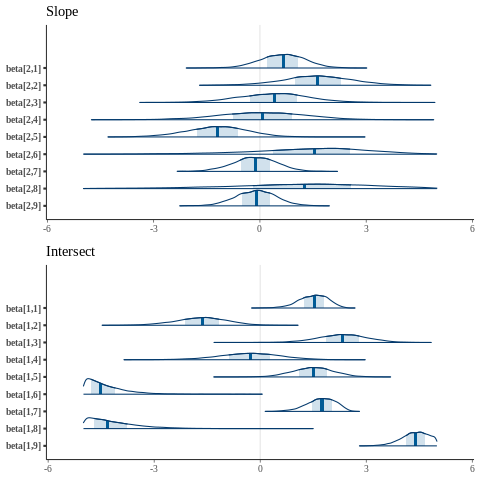 Slope
beta[2,1]
beta[2,2]
beta[2,3]
beta[2,4]
beta[2,5]
beta[2,6]
beta[2,7]
beta[2,8]
beta[2,9]
-6 -3 0 3 6
Intersect
beta[1,1]
beta[1,2]
beta[1,3]
beta[1,4]
beta[1,5]
beta[1,6]
beta[1,7]
beta[1,8]
beta[1,9]
-6 -3 0 3 6